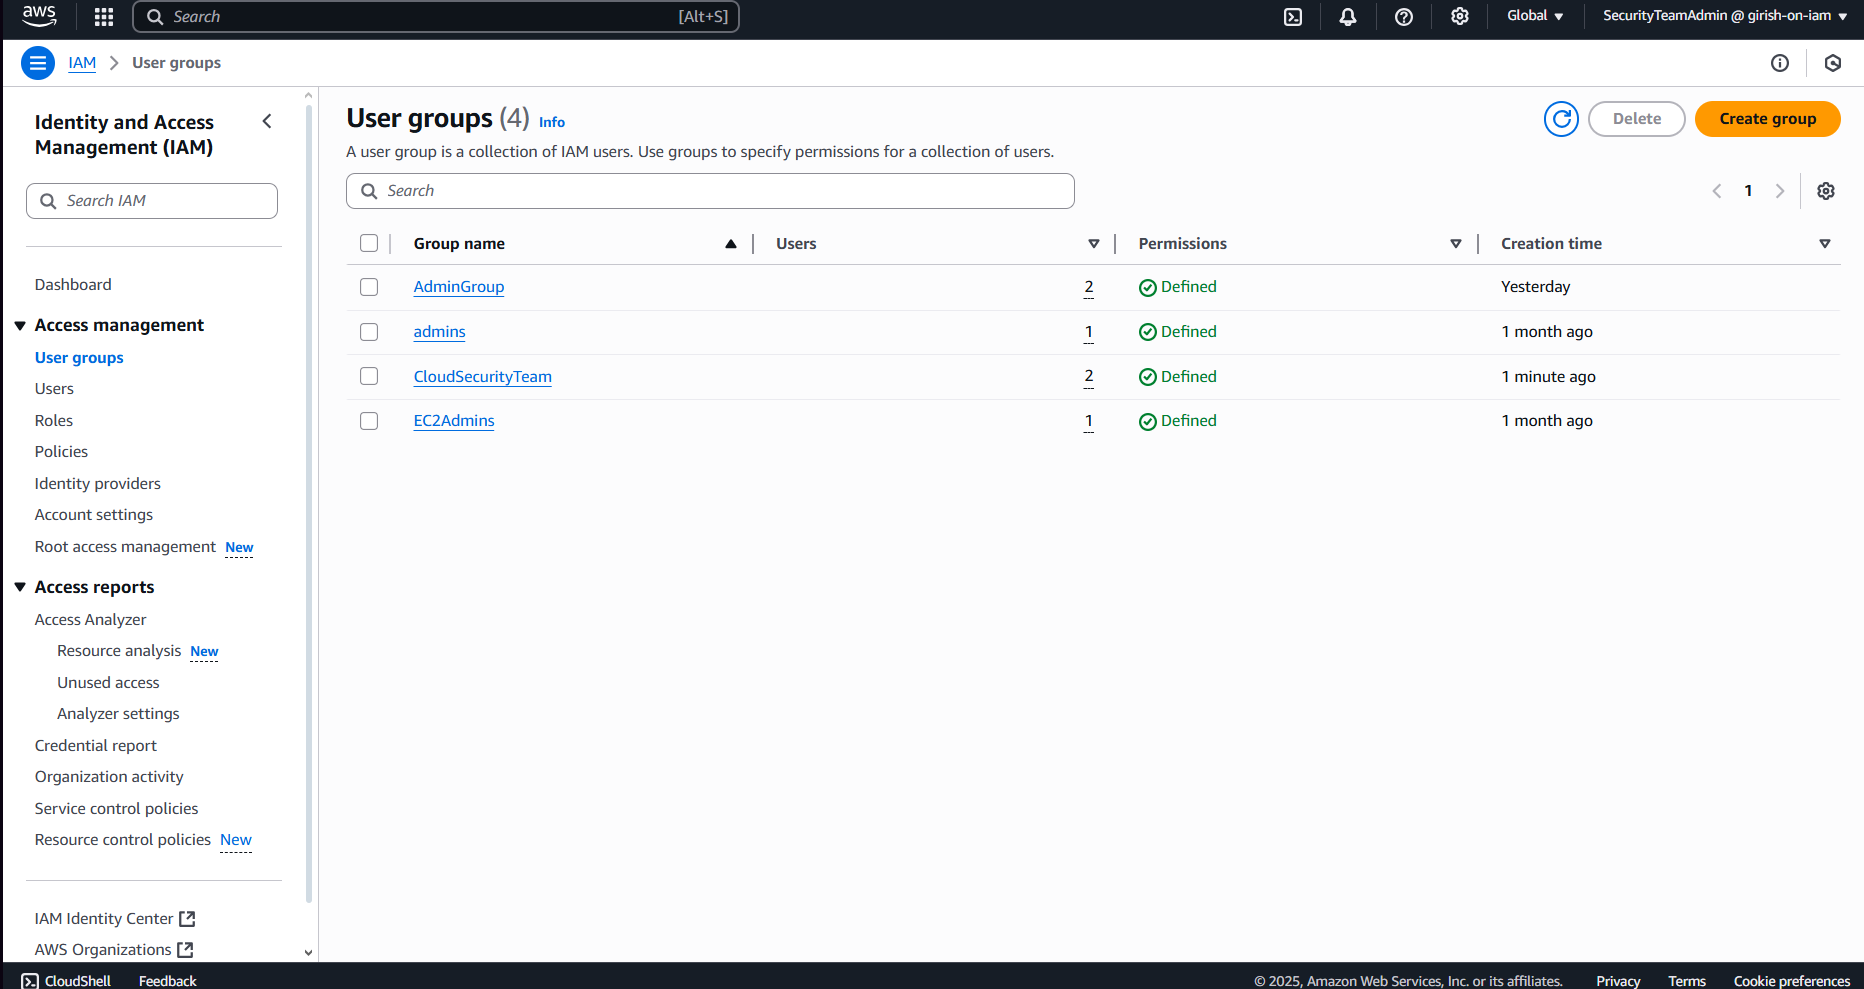 aws Search [Alt+S] Global SecurityTeamAdmin @ girish-on-iam
IAM User groups
Identity and Access
Management (IAM)
Search IAM
Dashboard
Access management
User groups
Users
Roles
Policies
Identity providers
Account settings
Root access management New
Access reports
Access Analyzer
Resource analysis New
Unused access
Analyzer settings
Credential report
Organization activity
Service control policies
Resource control policies New
IAM Identity Center
AWS Organizations
User groups (4) Info
Delete Create group
A user group is a collection of IAM users. Use groups to specify permissions for a collection of users.
Search
1
Group name Users Permissions Creation time
AdminGroup 2 Defined Yesterday
admins 1 Defined 1 month ago
CloudSecurityTeam 2 Defined 1 minute ago
EC2Admins 1 Defined 1 month ago
CloudShell Feedback © 2025, Amazon Web Services, Inc. or its affiliates. Privacy Terms Cookie preferences